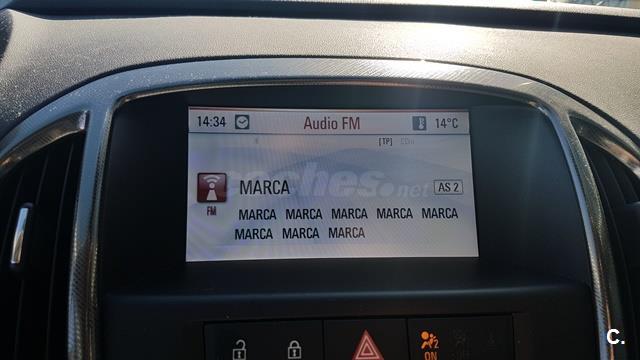 14:34 Audio FM 14°C
[TP]
coches.net
MARCA AS 2
FM
MARCA MARCA MARCA MARCA MARCA
MARCA MARCA MARCA
2
ON
C.